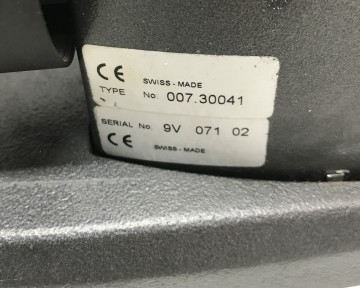 CE SWISS - MADE
TYPE No: 007.30041
SERIAL No: 9V 071 02
CE SWISS - MADE